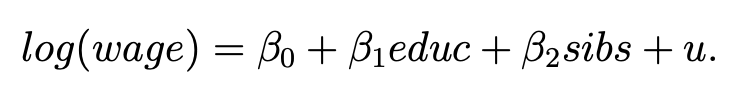 log(wage) = β₀ + β₁educ + β₂sibs + u.